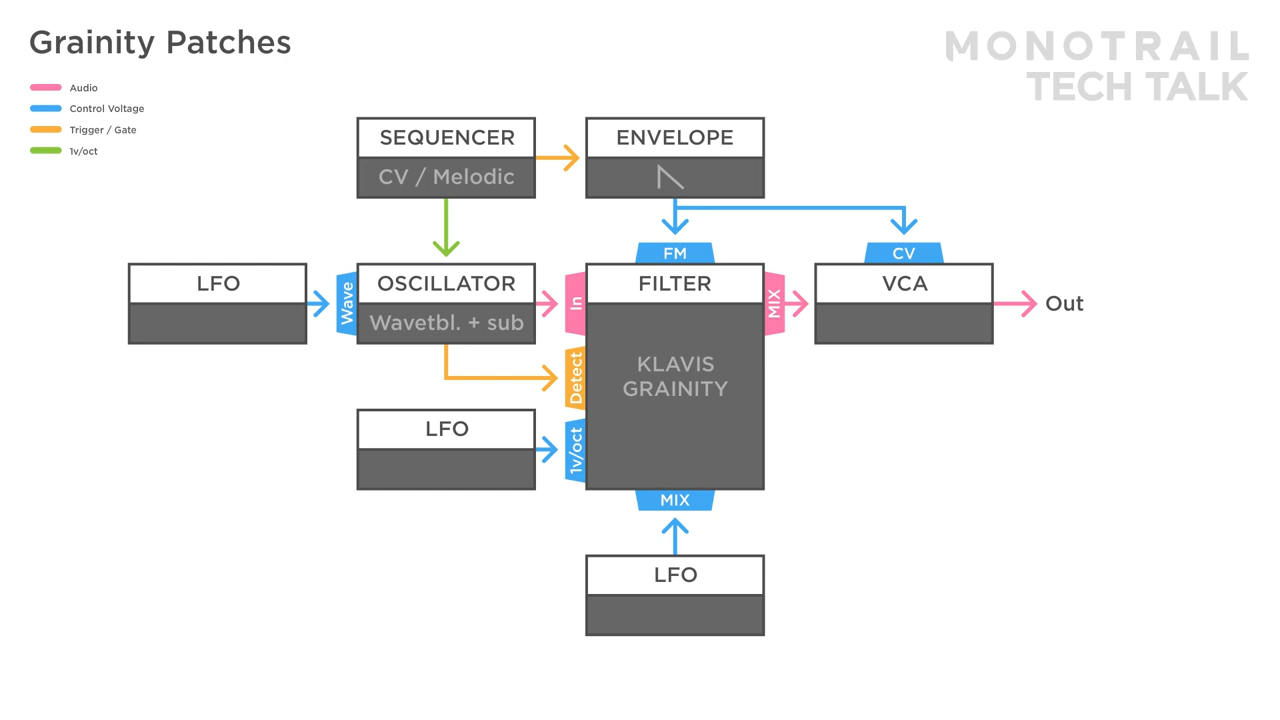 Grainity Patches
MONOTRAIL
TECH TALK
Audio
Control Voltage
Trigger / Gate
1v/oct
SEQUENCER
CV / Melodic
ENVELOPE
FM
CV
LFO
Wave
OSCILLATOR
Wavetbl. + sub
In
FILTER
MIX
VCA
Out
Detect
KLAVIS
GRAINITY
LFO
1v/oct
MIX
LFO